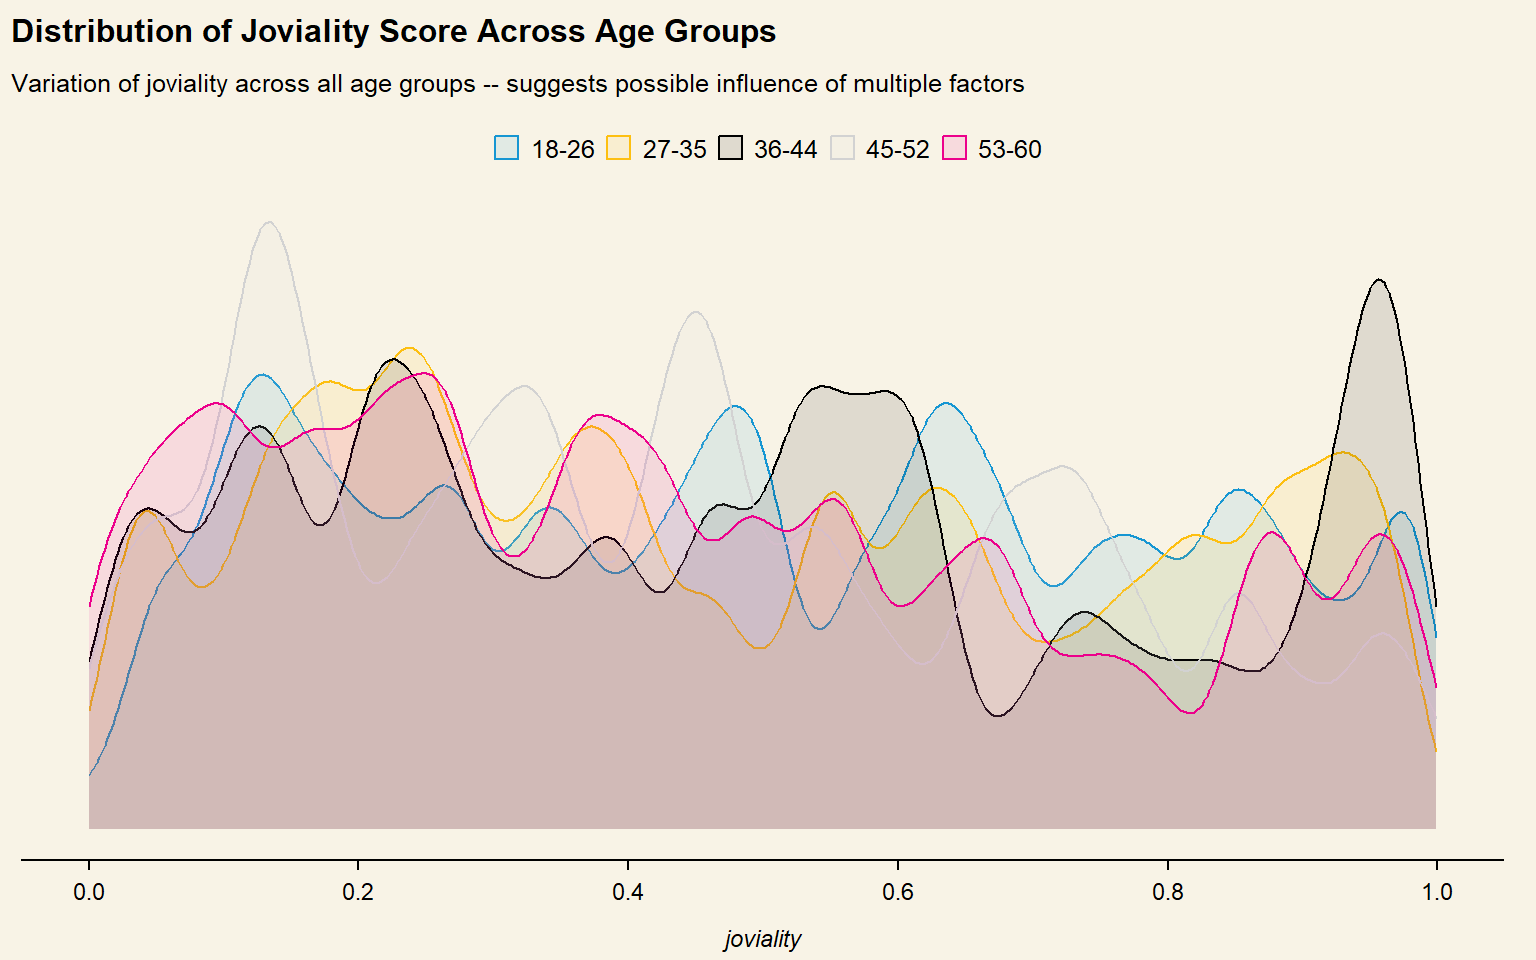 Distribution of Joviality Score Across Age Groups
Variation of joviality across all age groups -- suggests possible influence of multiple factors
18-26 27-35 36-44 45-52 53-60
0.0 0.2 0.4 0.6 0.8 1.0
joviality